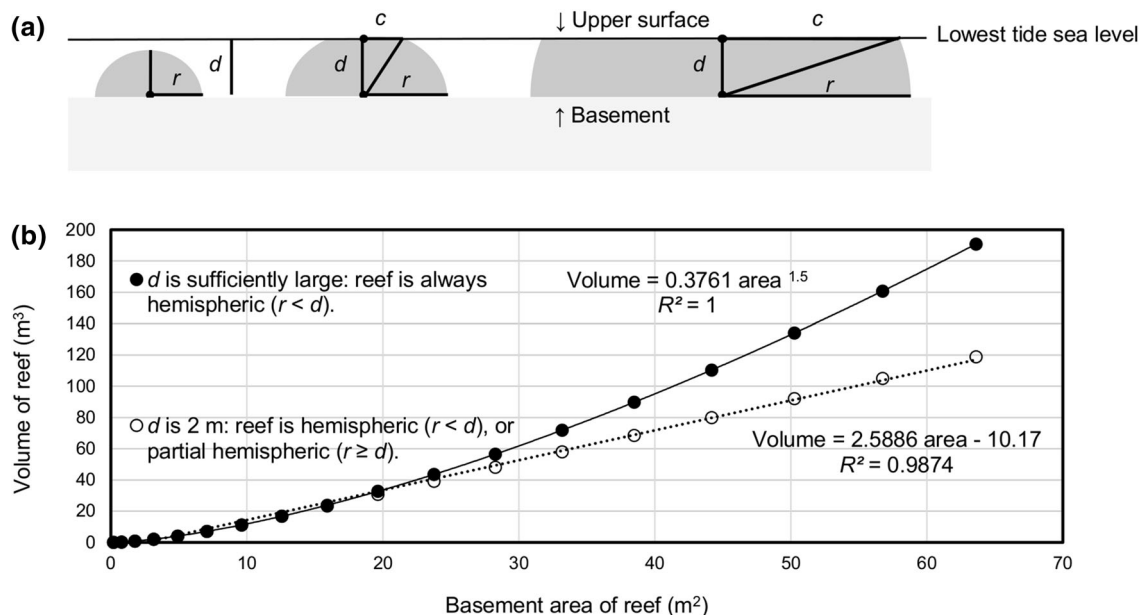 (a)
c
↓ Upper surface
c
Lowest tide sea level
r
d
d
r
d
r
↑ Basement
(b)
200
180
160
140
120
100
80
60
40
20
0
Volume of reef (m³)
d is sufficiently large: reef is always
hemispheric (r < d).
Volume = 0.3761 area 1.5
R² = 1
d is 2 m: reef is hemispheric (r < d), or
partial hemispheric (r ≥ d).
Volume = 2.5886 area - 10.17
R² = 0.9874
0 10 20 30 40 50 60 70
Basement area of reef (m²)